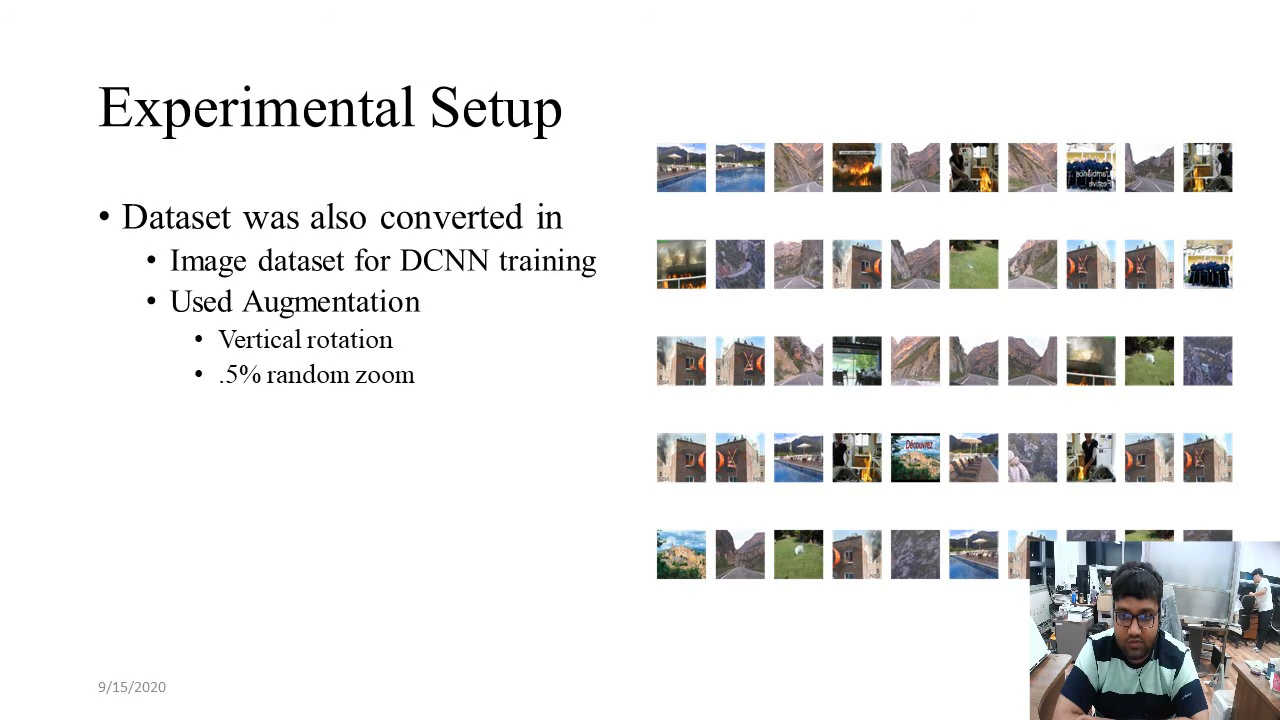 Experimental Setup
• Dataset was also converted in
• Image dataset for DCNN training
• Used Augmentation
• Vertical rotation
• .5% random zoom
Découvrez
9/15/2020